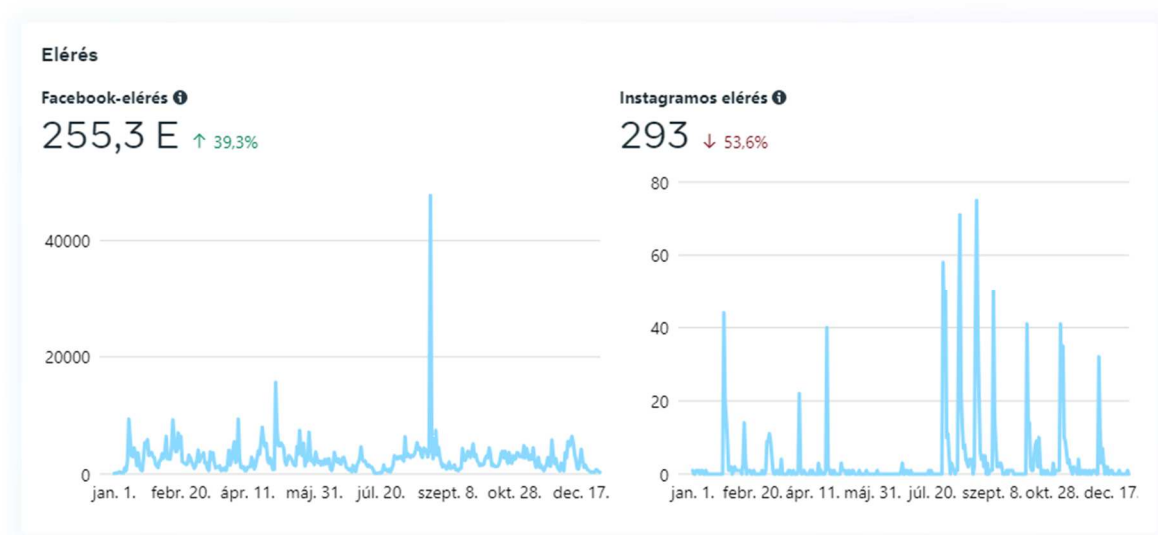 Elérés
Facebook-elérés
255,3 E ↑ 39,3%
40000
20000
0
jan. 1. febr. 20. ápr. 11. máj. 31. júl. 20. szept. 8. okt. 28. dec. 17.
Instagramos elérés
293 ↓ 53,6%
80
60
40
20
0
jan. 1. febr. 20. ápr. 11. máj. 31. júl. 20. szept. 8. okt. 28. dec. 17.